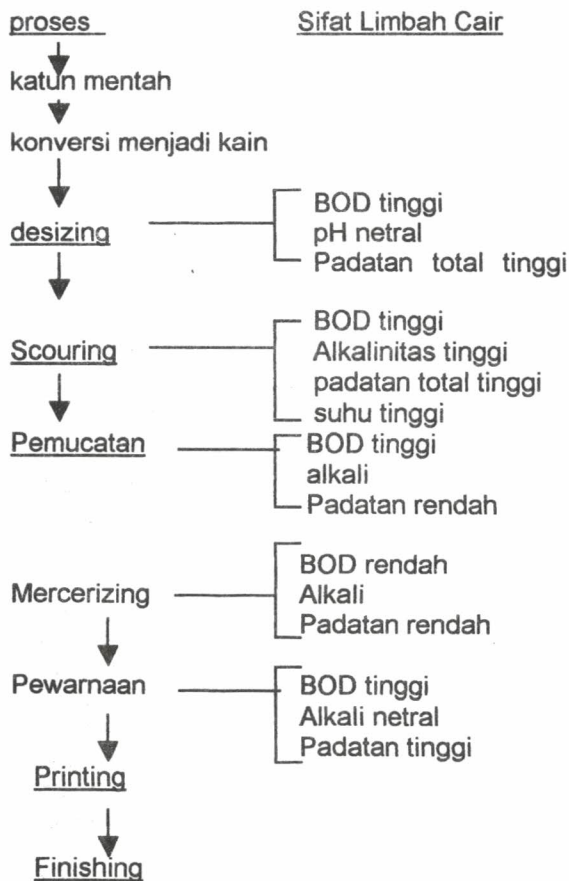 proses
Sifat Limbah Cair
katun mentah
konversi menjadi kain
desizing
BOD tinggi
pH netral
Padatan total tinggi
Scouring
BOD tinggi
Alkalinitas tinggi
padatan total tinggi
suhu tinggi
Pemucatan
BOD tinggi
alkali
Padatan rendah
Mercerizing
BOD rendah
Alkali
Padatan rendah
Pewarnaan
BOD tinggi
Alkali netral
Padatan tinggi
Printing
Finishing